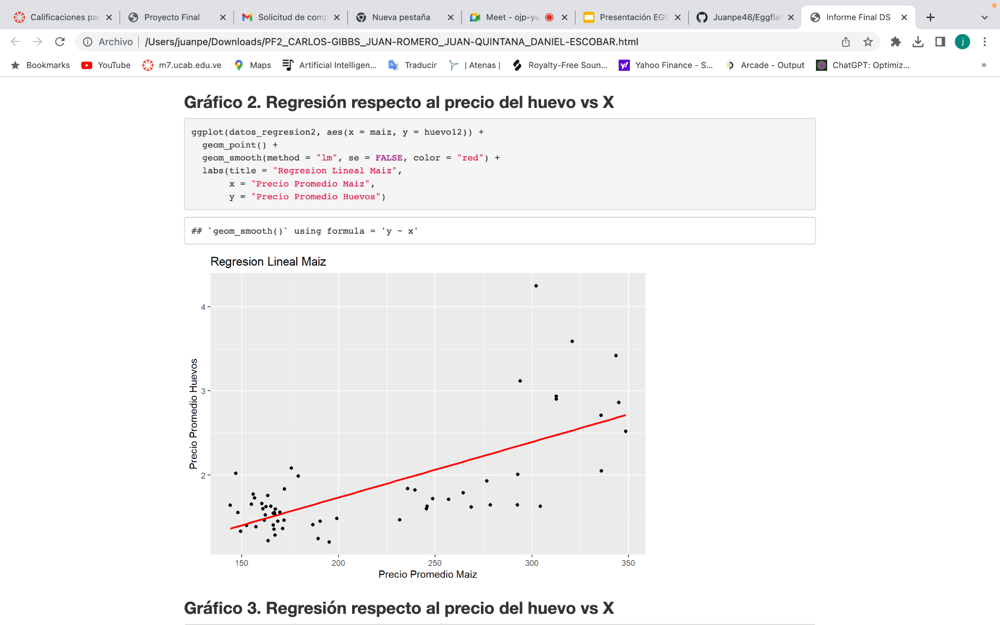 Calificaciones par
Proyecto Final
Solicitud de comp
Nueva pestaña
Meet - ojp-yu
Presentación EGG
Juanpe46/Eggflat
Informe Final DS
Archivo
/Users/juanpe/Downloads/PF2_CARLOS-GIBBS_JUAN-ROMERO_JUAN-QUINTANA_DANIEL-ESCOBAR.html
j
Bookmarks
YouTube
m7.ucab.edu.ve
Maps
Artificial Intelligen...
Traducir
| Atenas |
Royalty-Free Soun...
Yahoo Finance - S...
Arcade - Output
ChatGPT: Optimiz...
»
Gráfico 2. Regresión respecto al precio del huevo vs X
ggplot(datos_regresion2, aes(x = maiz, y = huevo12)) +
geom_point() +
geom_smooth(method = "lm", se = FALSE, color = "red") +
labs(title = "Regresion Lineal Maiz",
x = "Precio Promedio Maiz",
y = "Precio Promedio Huevos")
## `geom_smooth()` using formula = 'y ~ x'
Regresion Lineal Maiz
Precio Promedio Huevos
4
3
2
150
200
250
300
350
Precio Promedio Maiz
Gráfico 3. Regresión respecto al precio del huevo vs X